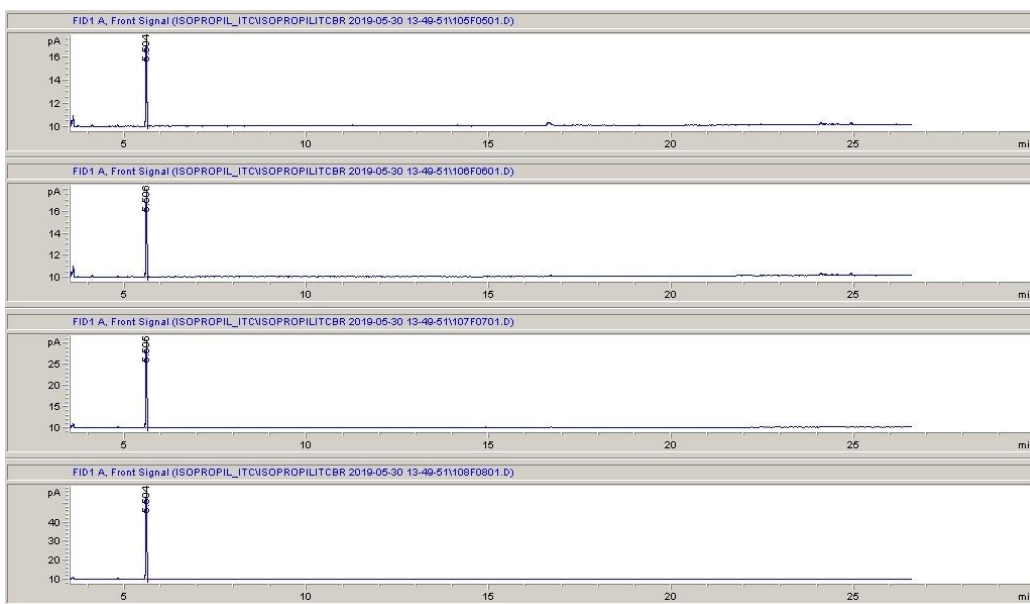 FID1 A, Front Signal (ISOPROPIL_ITC\ISOPROPILITCBR 2019-05-30 13-49-51\105F0501.D)
pA
5.594
16
14
12
10
5 10 15 20 25 mi
FID1 A, Front Signal (ISOPROPIL_ITC\ISOPROPILITCBR 2019-05-30 13-49-51\106F0601.D)
pA
5.596
16
14
12
10
5 10 15 20 25 mi
FID1 A, Front Signal (ISOPROPIL_ITC\ISOPROPILITCBR 2019-05-30 13-49-51\107F0701.D)
pA
5.595
25
20
15
10
5 10 15 20 25 mi
FID1 A, Front Signal (ISOPROPIL_ITC\ISOPROPILITCBR 2019-05-30 13-49-51\108F0801.D)
pA
5.594
40
30
20
10
5 10 15 20 25 mi